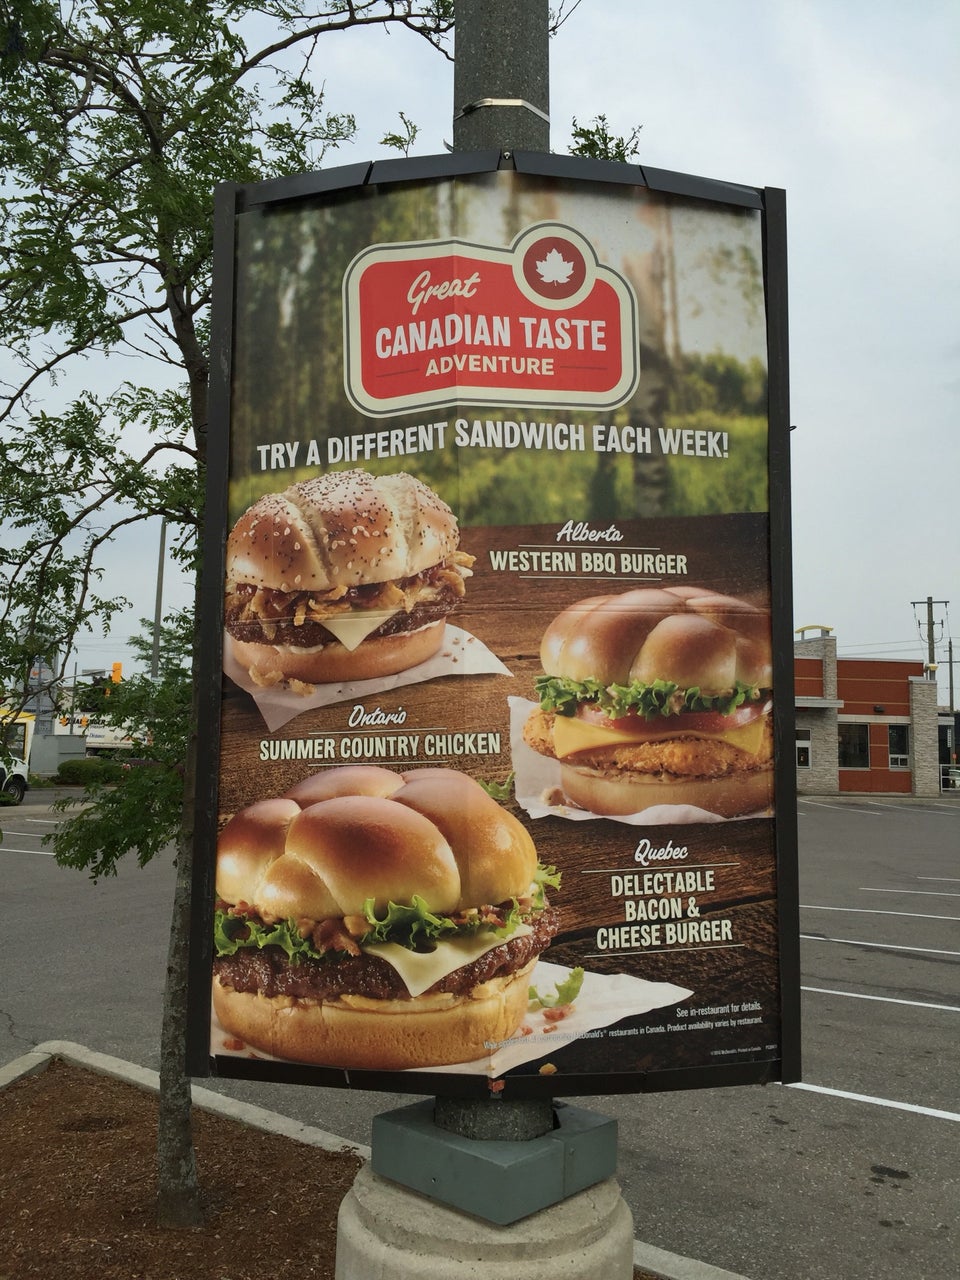 Great
CANADIAN TASTE
ADVENTURE
TRY A DIFFERENT SANDWICH EACH WEEK!
Alberta
WESTERN BBQ BURGER
Ontario
SUMMER COUNTRY CHICKEN
Quebec
DELECTABLE
BACON &
CHEESE BURGER
See in-restaurant for details.
McDonald's® restaurants in Canada. Product availability varies by restaurant.